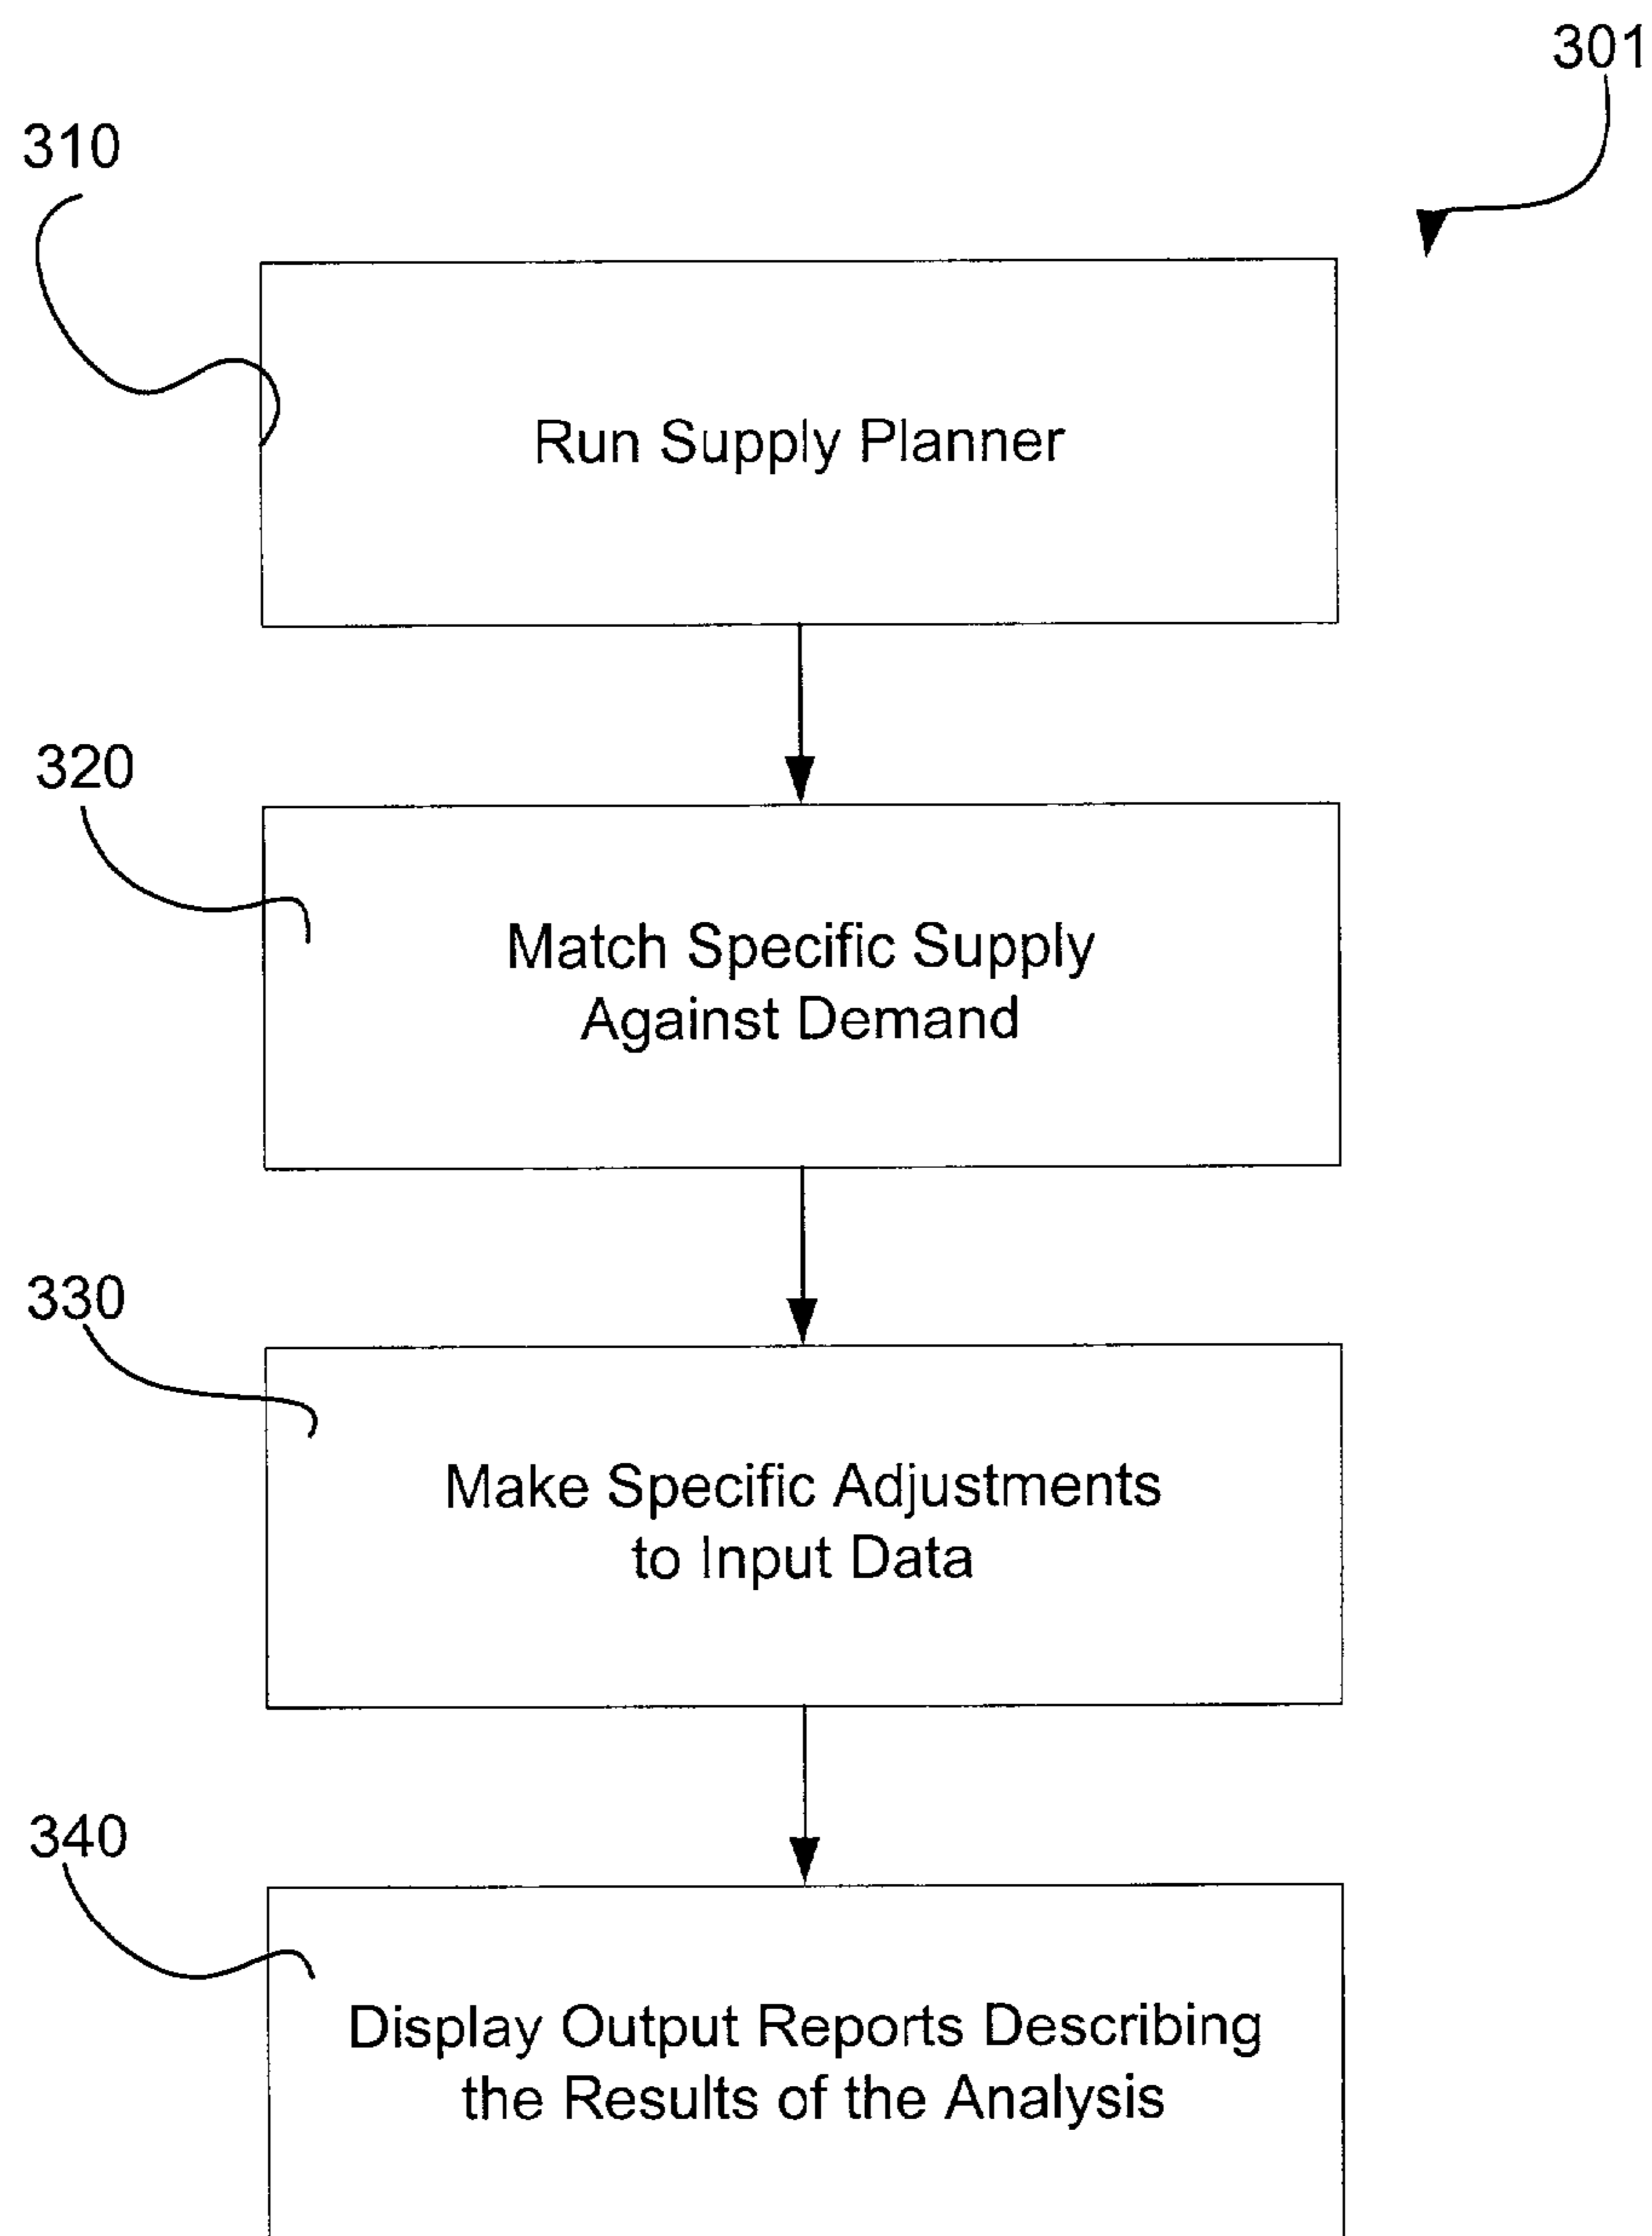 301
310
Run Supply Planner
320
Match Specific Supply
Against Demand
330
Make Specific Adjustments
to Input Data
340
Display Output Reports Describing
the Results of the Analysis